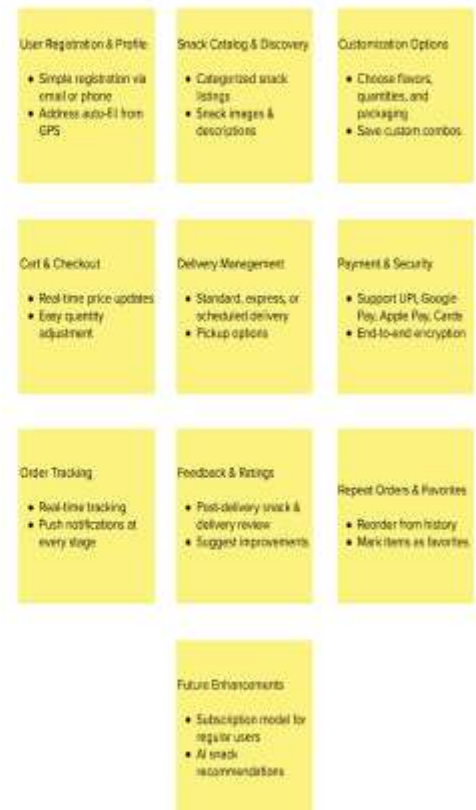 User Registration & Profile
● Simple registration via
email or phone
● Address auto-fill from
GPS
Snack Catalog & Discovery
● Categorized snack
listings
● Snack images &
descriptions
Customization Options
● Choose flavors,
quantities, and
packaging
● Save custom combos.
Cart & Checkout
● Real-time price updates
● Easy quantity
adjustment
Delivery Management
● Standard, express, or
scheduled delivery
● Pickup options
Payment & Security
● Support UPI, Google
Pay, Apple Pay, Cards
● End-to-end encryption
Order Tracking
● Real-time tracking
● Push notifications at
every stage
Feedback & Ratings
● Post-delivery snack &
delivery review
● Suggest improvements
Repeat Orders & Favorites
● Reorder from history
● Mark items as favorites
Future Enhancements
● Subscription model for
regular users
● AI snack
recommendations